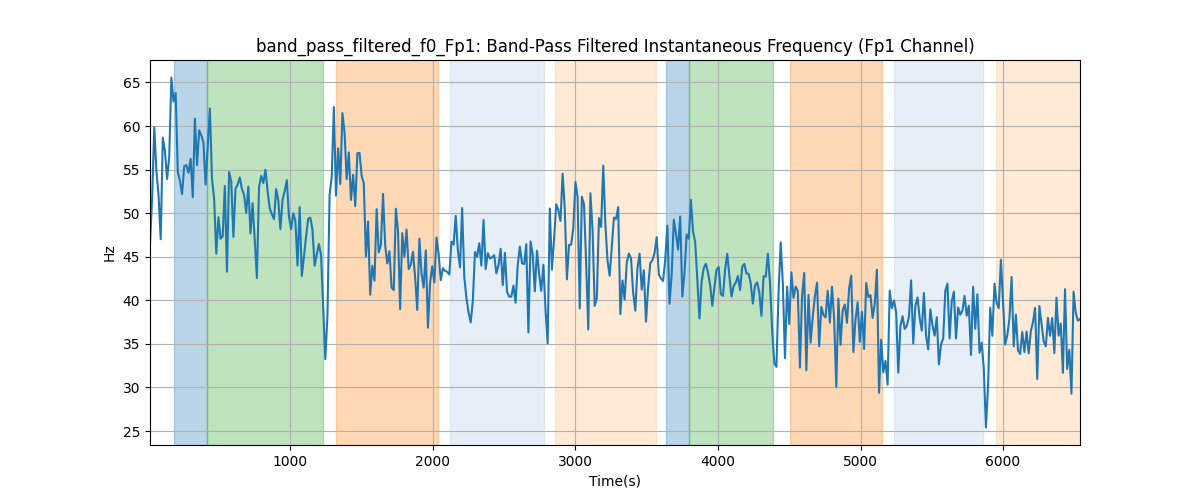 band_pass_filtered_f0_Fp1: Band-Pass Filtered Instantaneous Frequency (Fp1 Channel)
65
60
55
50
45
40
35
30
25
Hz
1000 2000 3000 4000 5000 6000
Time(s)